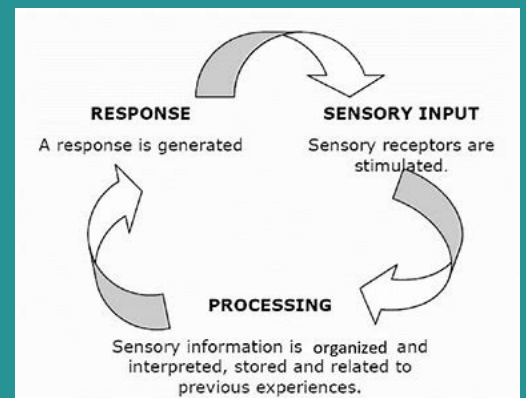 RESPONSE
A response is generated
SENSORY INPUT
Sensory receptors are
stimulated.
PROCESSING
Sensory information is organized and
interpreted, stored and related to
previous experiences.